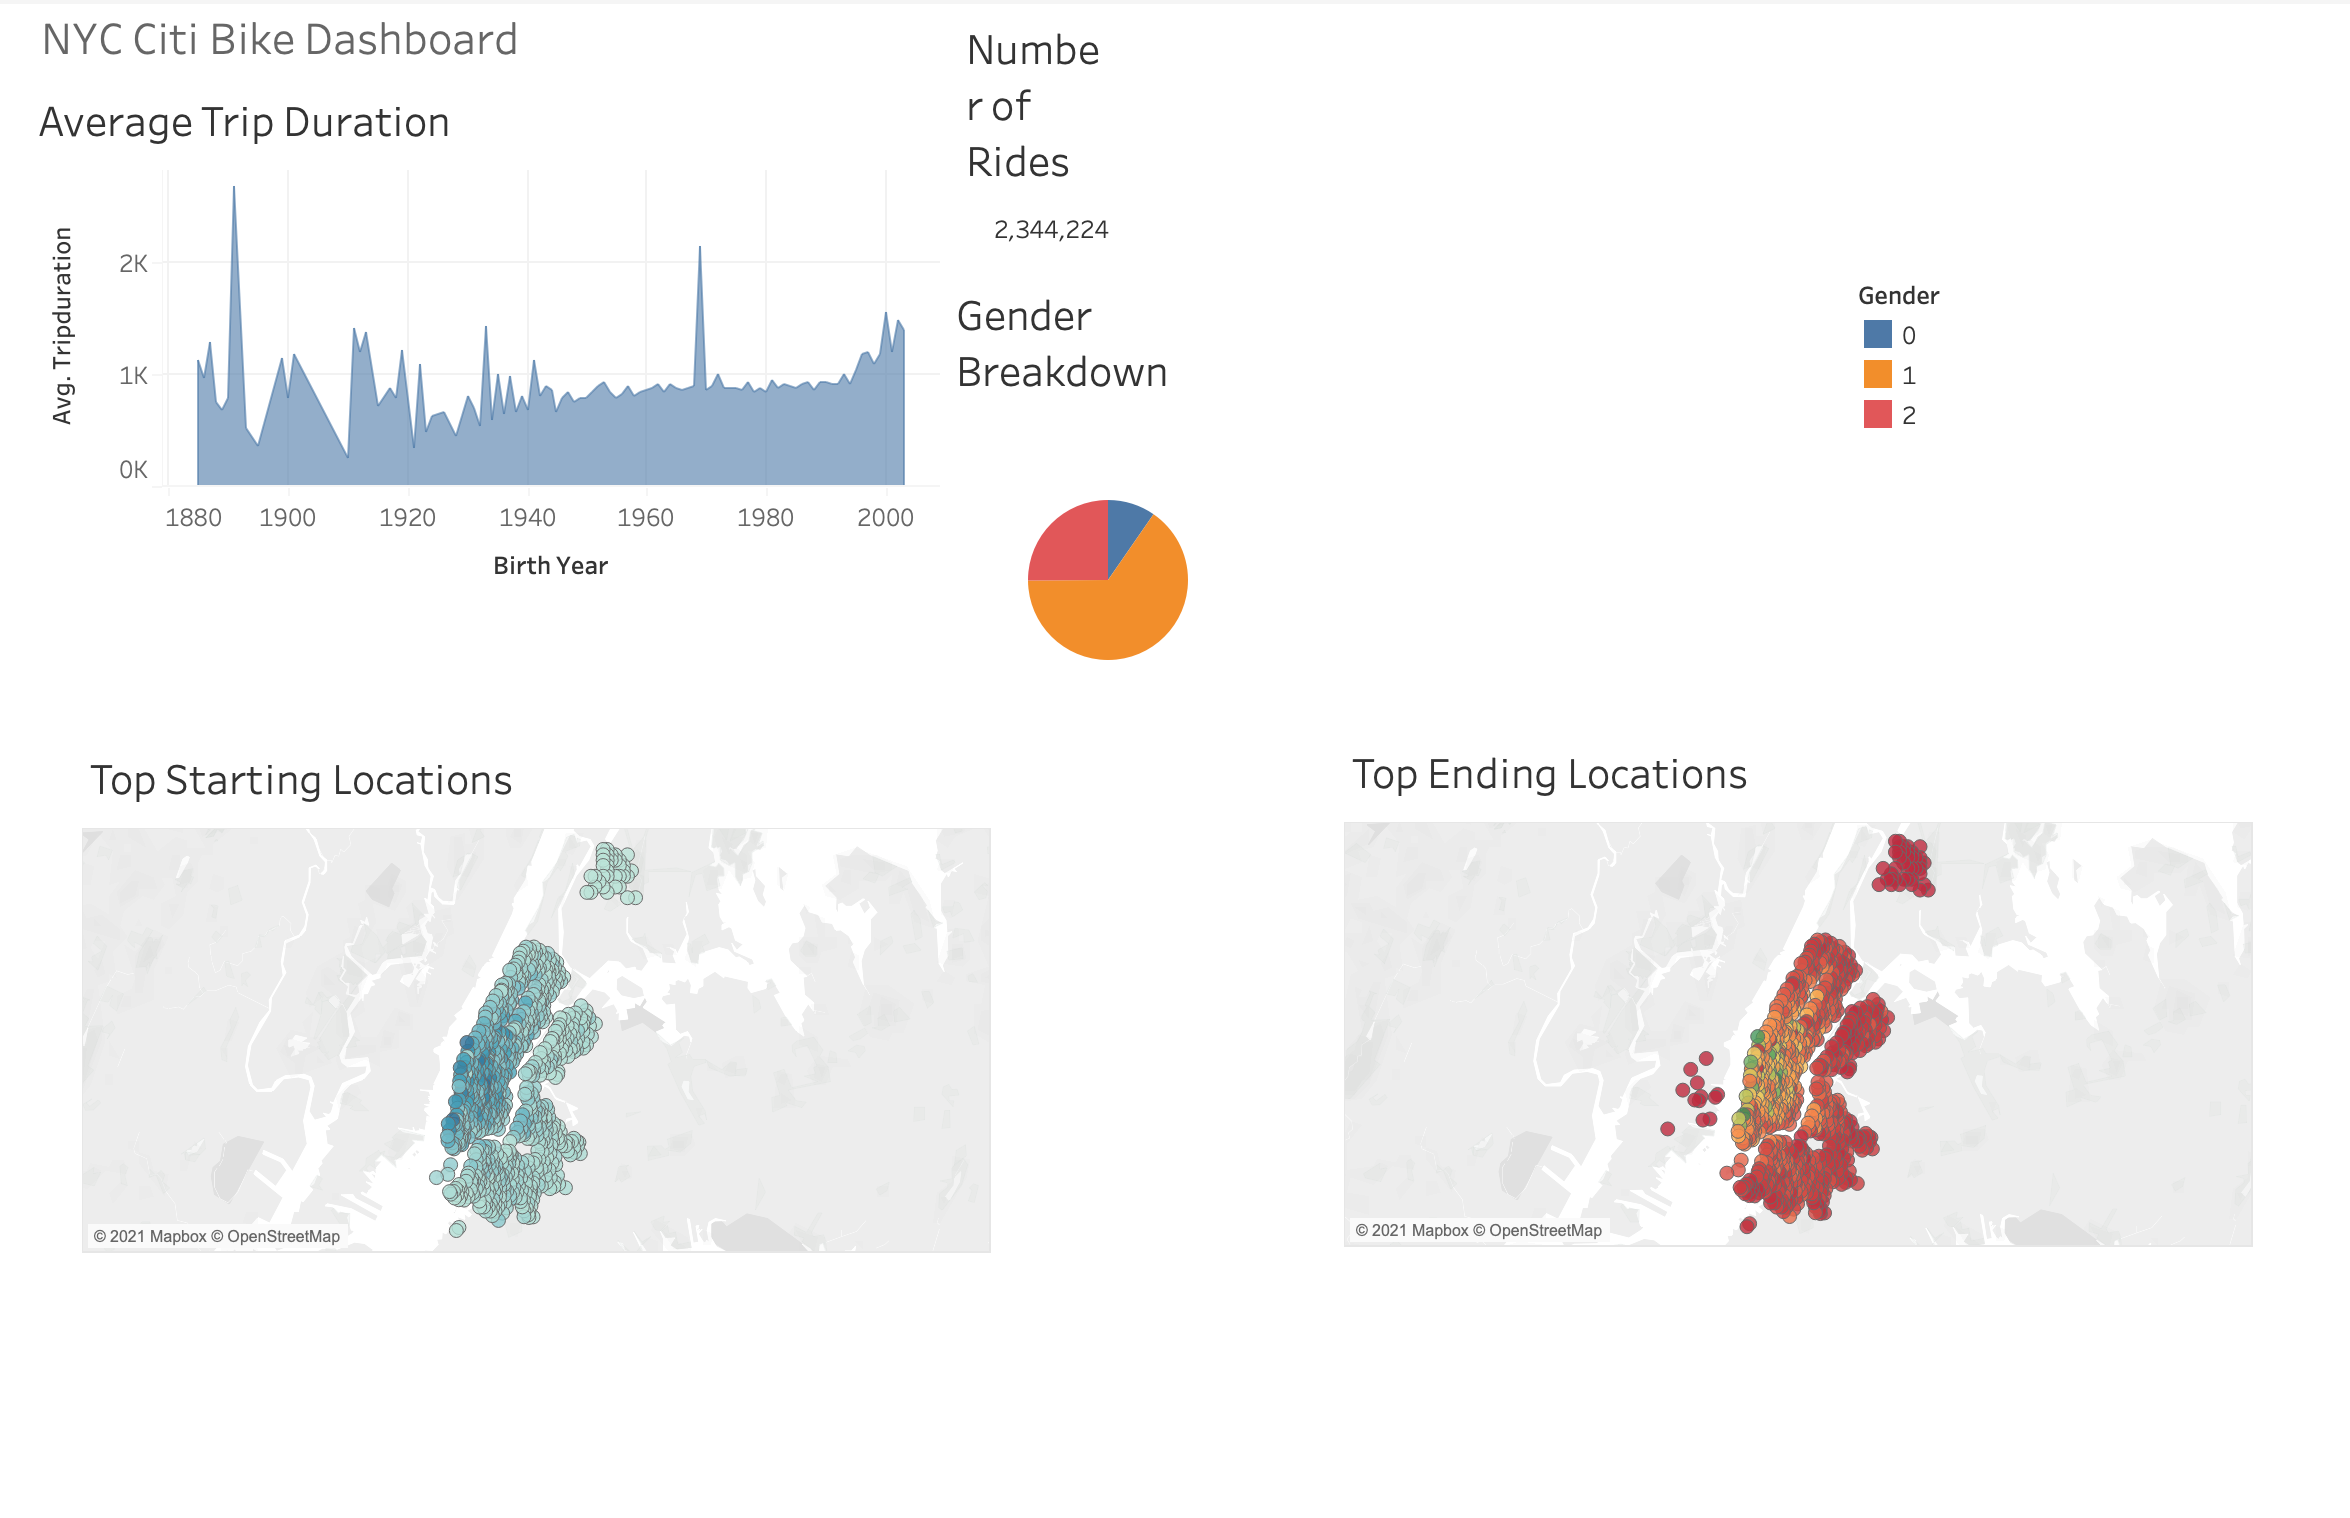 NYC Citi Bike Dashboard
Average Trip Duration
Avg. Tripduration
2K
1K
0K
1880 1900 1920 1940 1960 1980 2000
Birth Year
Numbe
r of
Rides
2,344,224
Gender
Breakdown
Gender
0
1
2
Top Starting Locations
© 2021 Mapbox © OpenStreetMap
Top Ending Locations
© 2021 Mapbox © OpenStreetMap